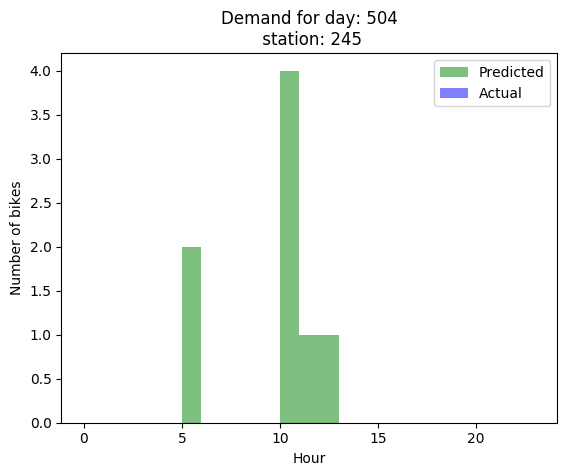 Demand for day: 504
station: 245
Predicted
Actual
Number of bikes
4.0
3.5
3.0
2.5
2.0
1.5
1.0
0.5
0.0
0 5 10 15 20
Hour